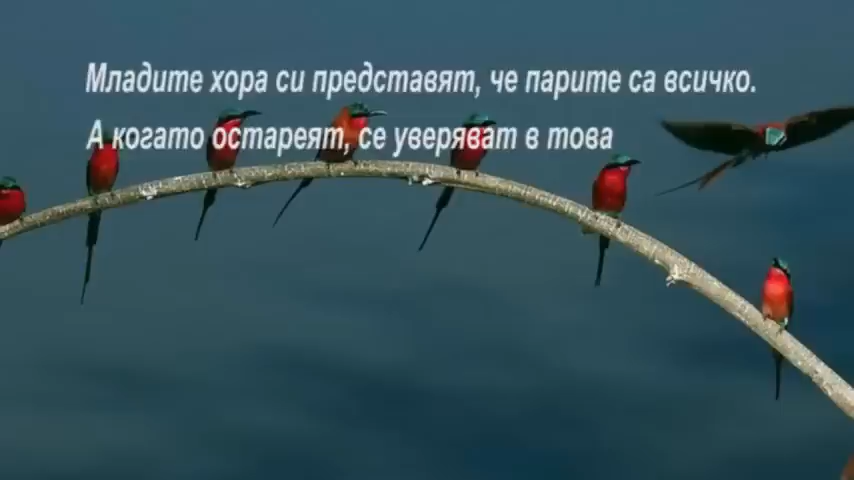 Младите хора си представят, че парите са всичко.
А когато остареят, се уверяват в това